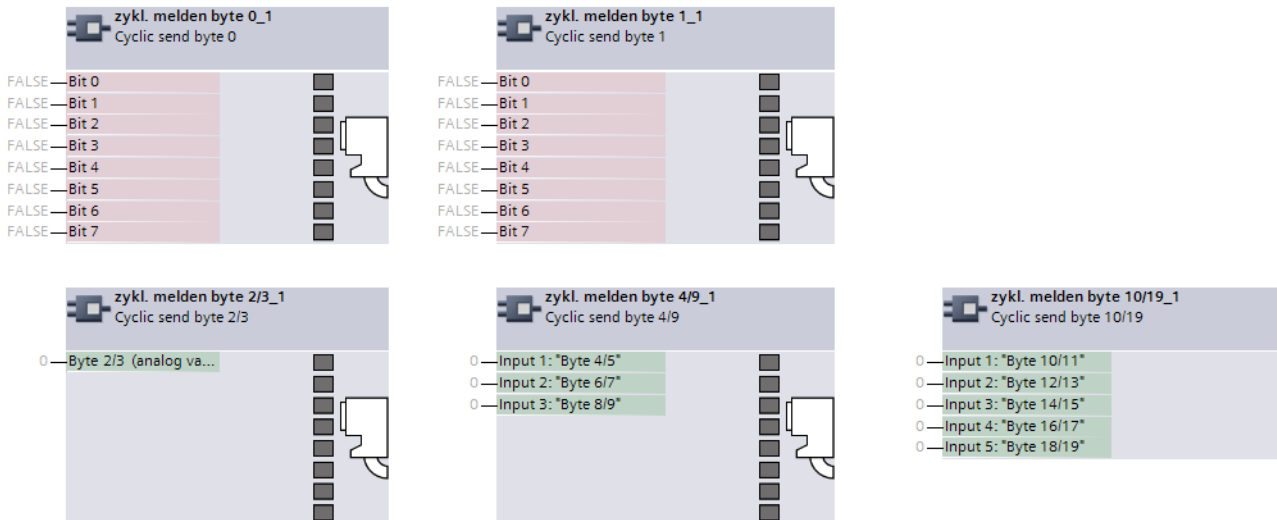 zykl. melden byte 0_1
Cyclic send byte 0
FALSE Bit 0
FALSE Bit 1
FALSE Bit 2
FALSE Bit 3
FALSE Bit 4
FALSE Bit 5
FALSE Bit 6
FALSE Bit 7
zykl. melden byte 1_1
Cyclic send byte 1
FALSE Bit 0
FALSE Bit 1
FALSE Bit 2
FALSE Bit 3
FALSE Bit 4
FALSE Bit 5
FALSE Bit 6
FALSE Bit 7
zykl. melden byte 2/3_1
Cyclic send byte 2/3
0 Byte 2/3 (analog va...
zykl. melden byte 4/9_1
Cyclic send byte 4/9
0 Input 1: "Byte 4/5"
0 Input 2: "Byte 6/7"
0 Input 3: "Byte 8/9"
zykl. melden byte 10/19_1
Cyclic send byte 10/19
0 Input 1: "Byte 10/11"
0 Input 2: "Byte 12/13"
0 Input 3: "Byte 14/15"
0 Input 4: "Byte 16/17"
0 Input 5: "Byte 18/19"